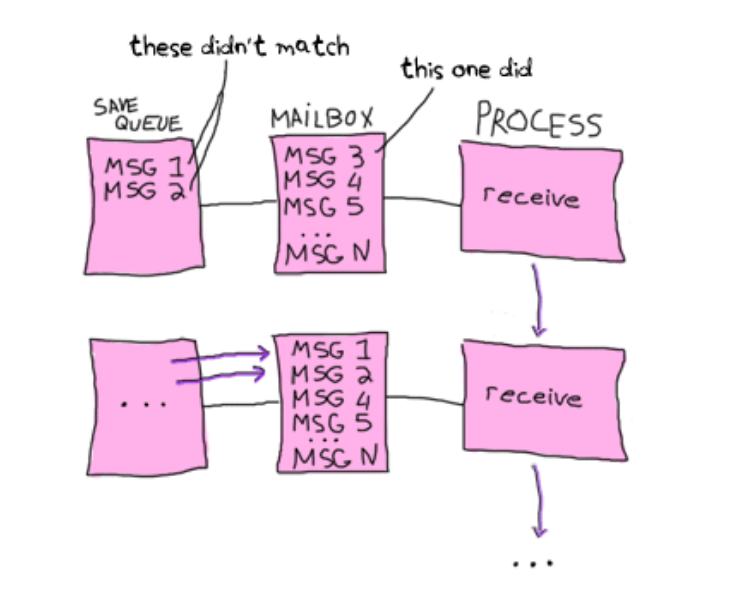 these didn't match
this one did
SAVE
QUEUE
MAILBOX
PROCESS
MSG 1
MSG 2
MSG 3
MSG 4
MSG 5
...
MSG N
receive
...
MSG 1
MSG 2
MSG 4
MSG 5
...
MSG N
receive
...